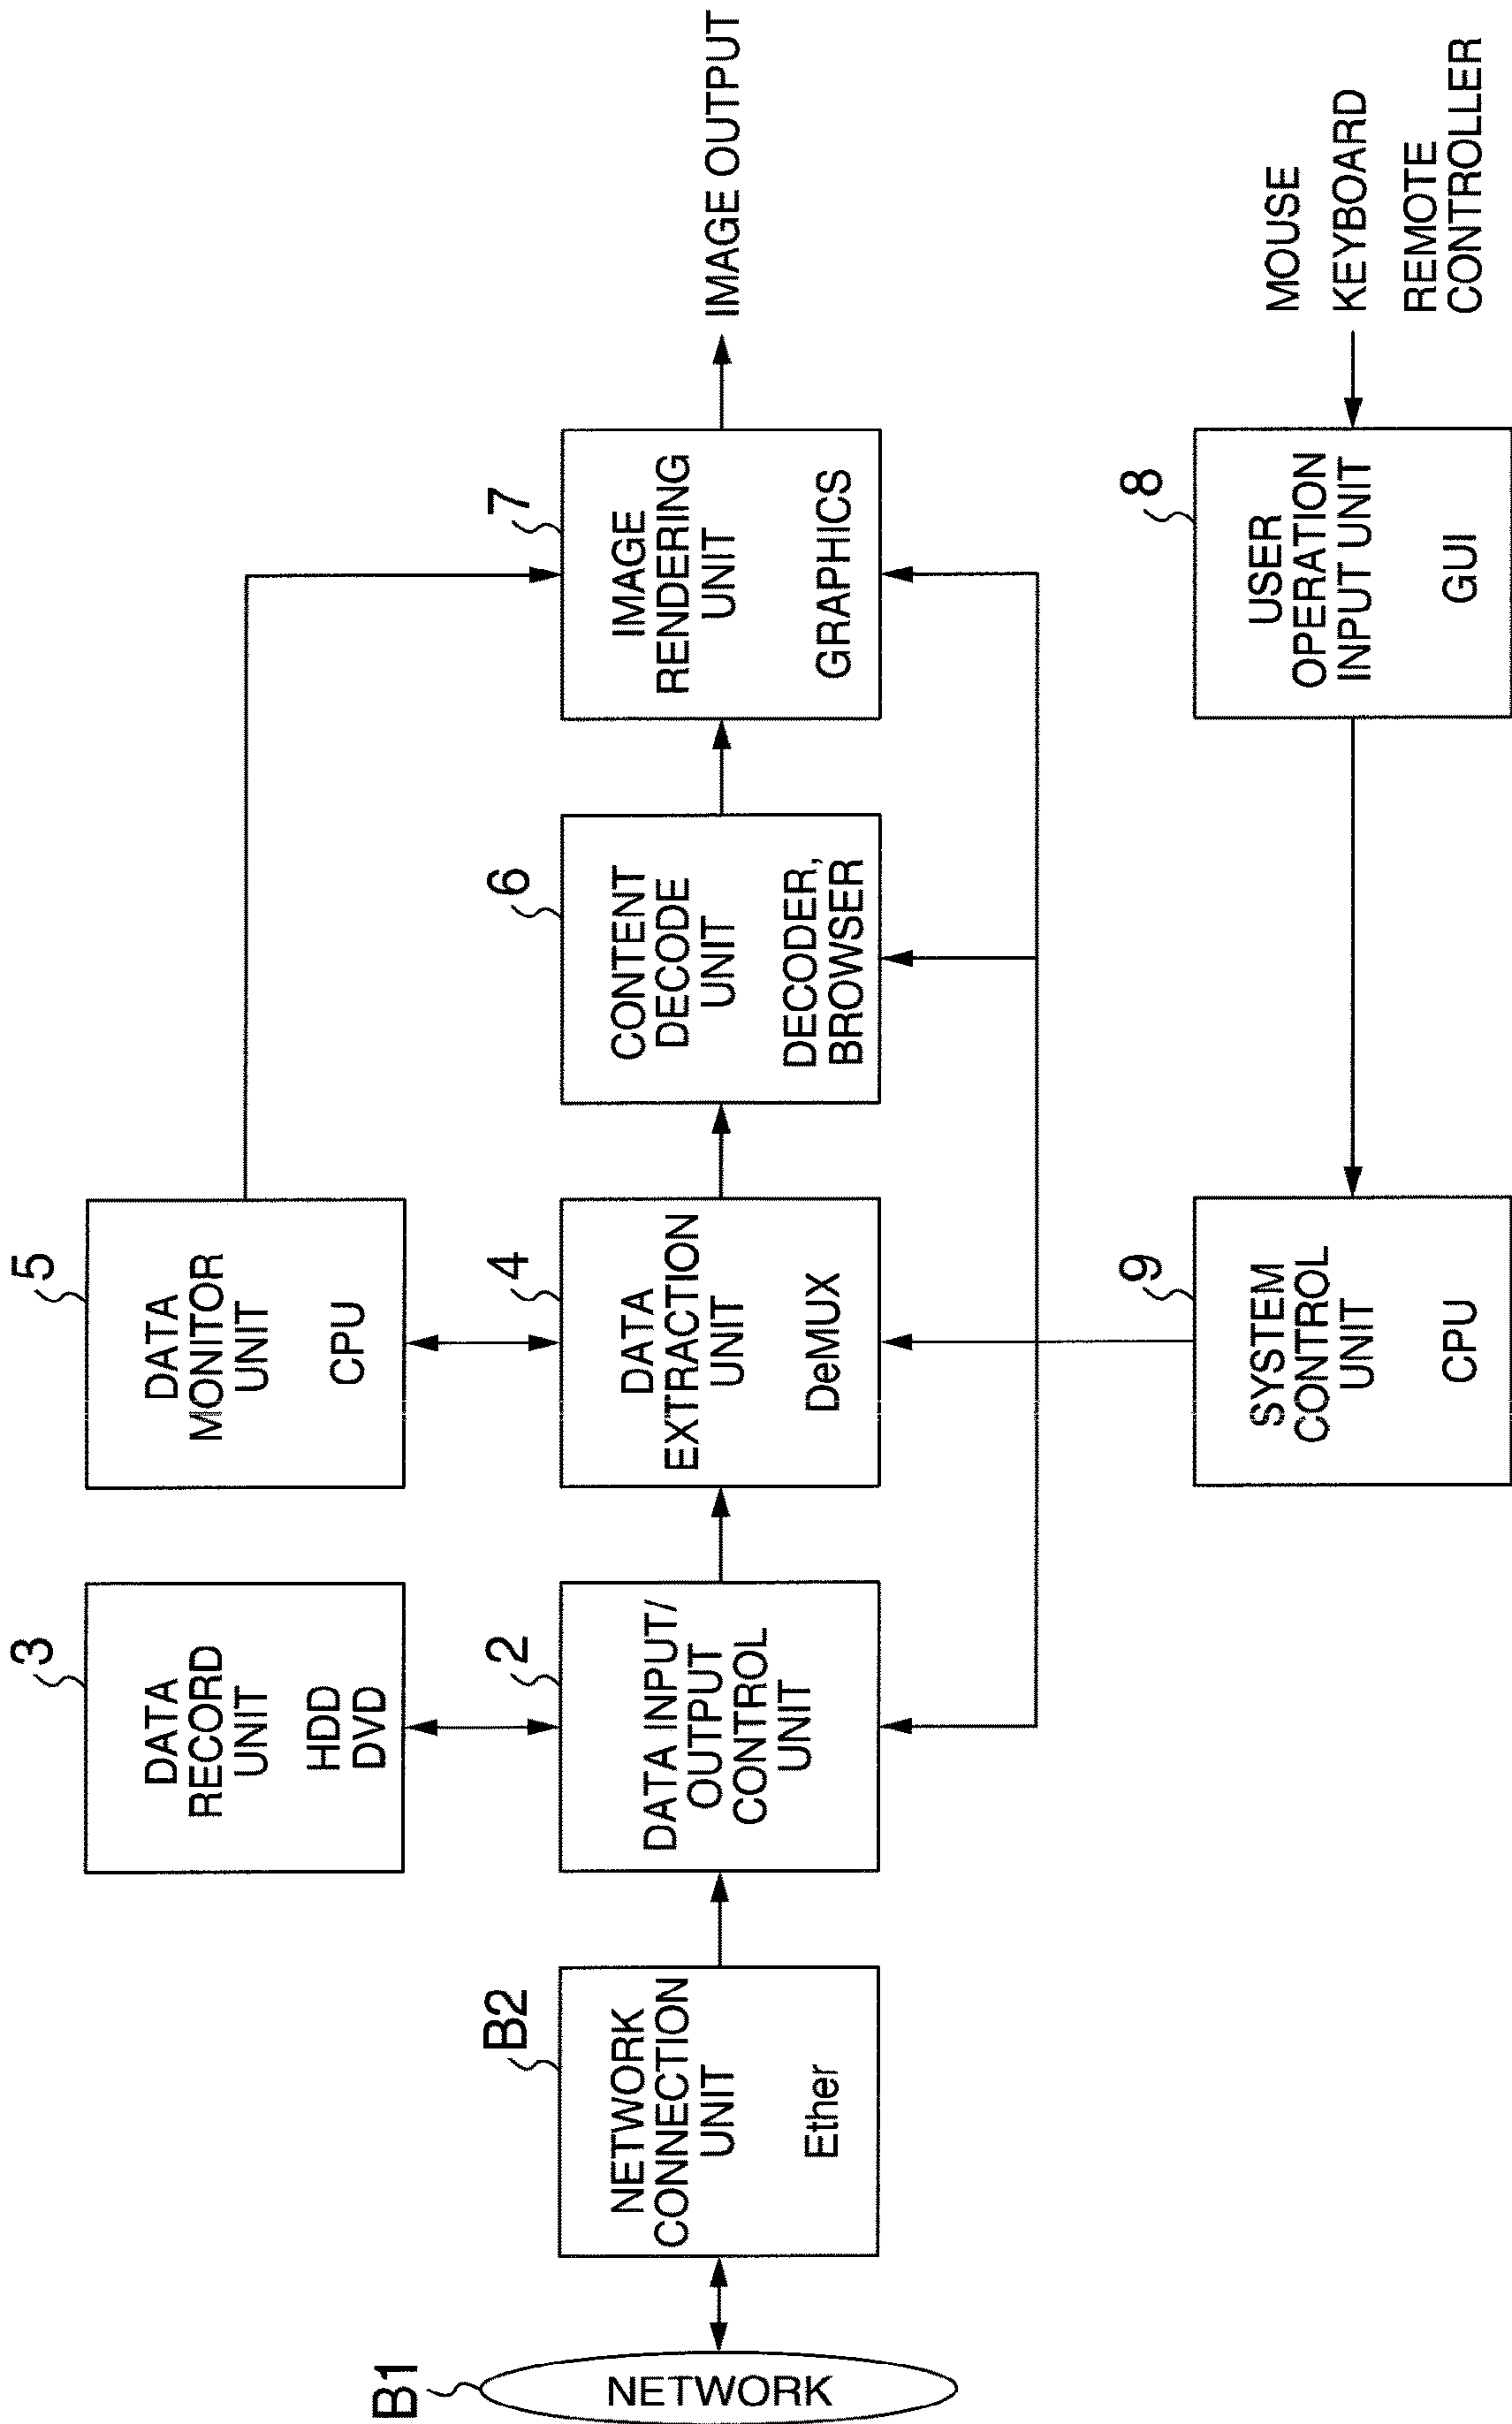 B1
NETWORK
B2
NETWORK
CONNECTION
UNIT
Ether
3
DATA
RECORD
UNIT
HDD
DVD
2
DATA INPUT/
OUTPUT
CONTROL
UNIT
5
DATA
MONITOR
UNIT
CPU
4
DATA
EXTRACTION
UNIT
DeMUX
6
CONTENT
DECODE
UNIT
DECODER,
BROWSER
7
IMAGE
RENDERING
UNIT
GRAPHICS
IMAGE OUTPUT
9
SYSTEM
CONTROL
UNIT
CPU
8
USER
OPERATION
INPUT UNIT
GUI
MOUSE
KEYBOARD
REMOTE
CONTROLLER